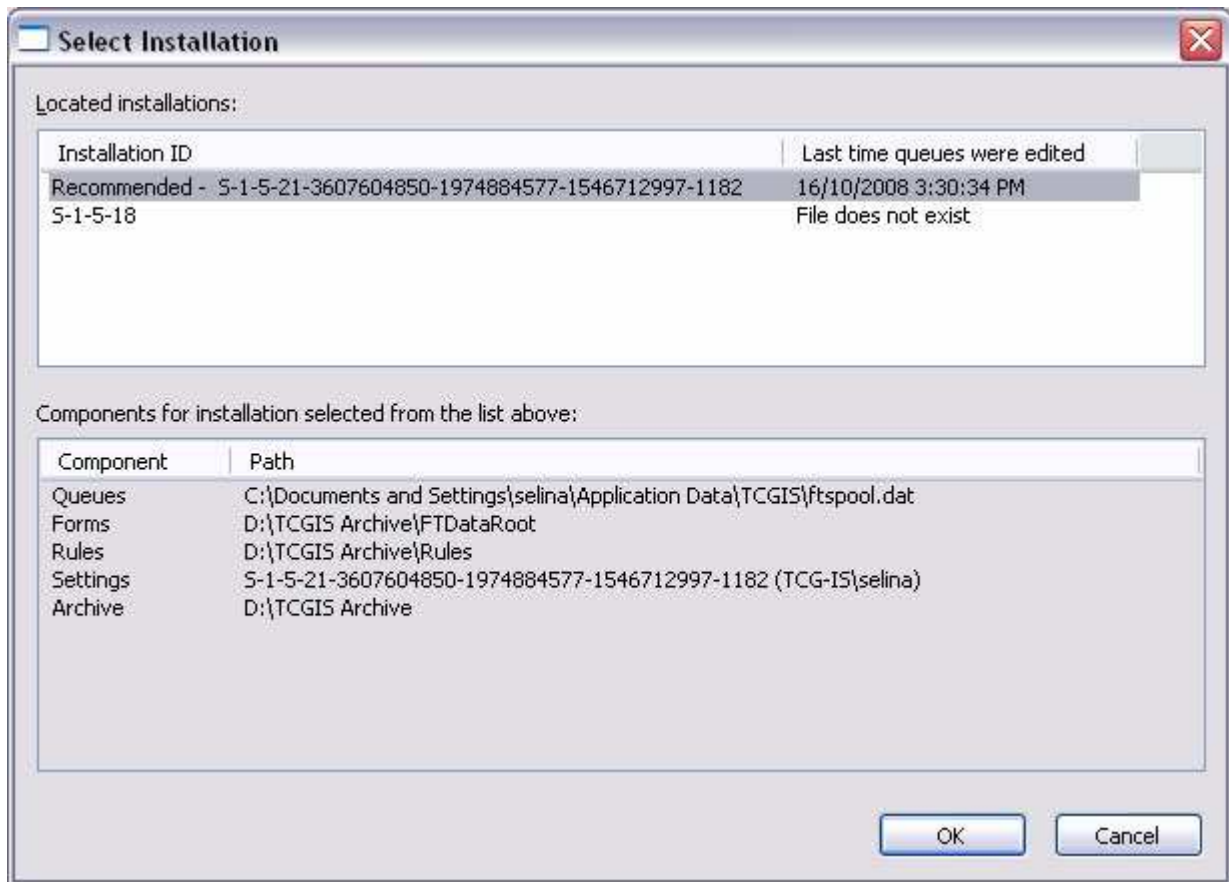 Select Installation
Located installations:
Installation ID Last time queues were edited
Recommended - S-1-5-21-3607604850-1974884577-1546712997-1182 16/10/2008 3:30:34 PM
S-1-5-18 File does not exist
Components for installation selected from the list above:
Component Path
Queues C:\Documents and Settings\selina\Application Data\TCGIS\ftspool.dat
Forms D:\TCGIS Archive\FTDataRoot
Rules D:\TCGIS Archive\Rules
Settings S-1-5-21-3607604850-1974884577-1546712997-1182 (TCG-IS\selina)
Archive D:\TCGIS Archive
OK Cancel